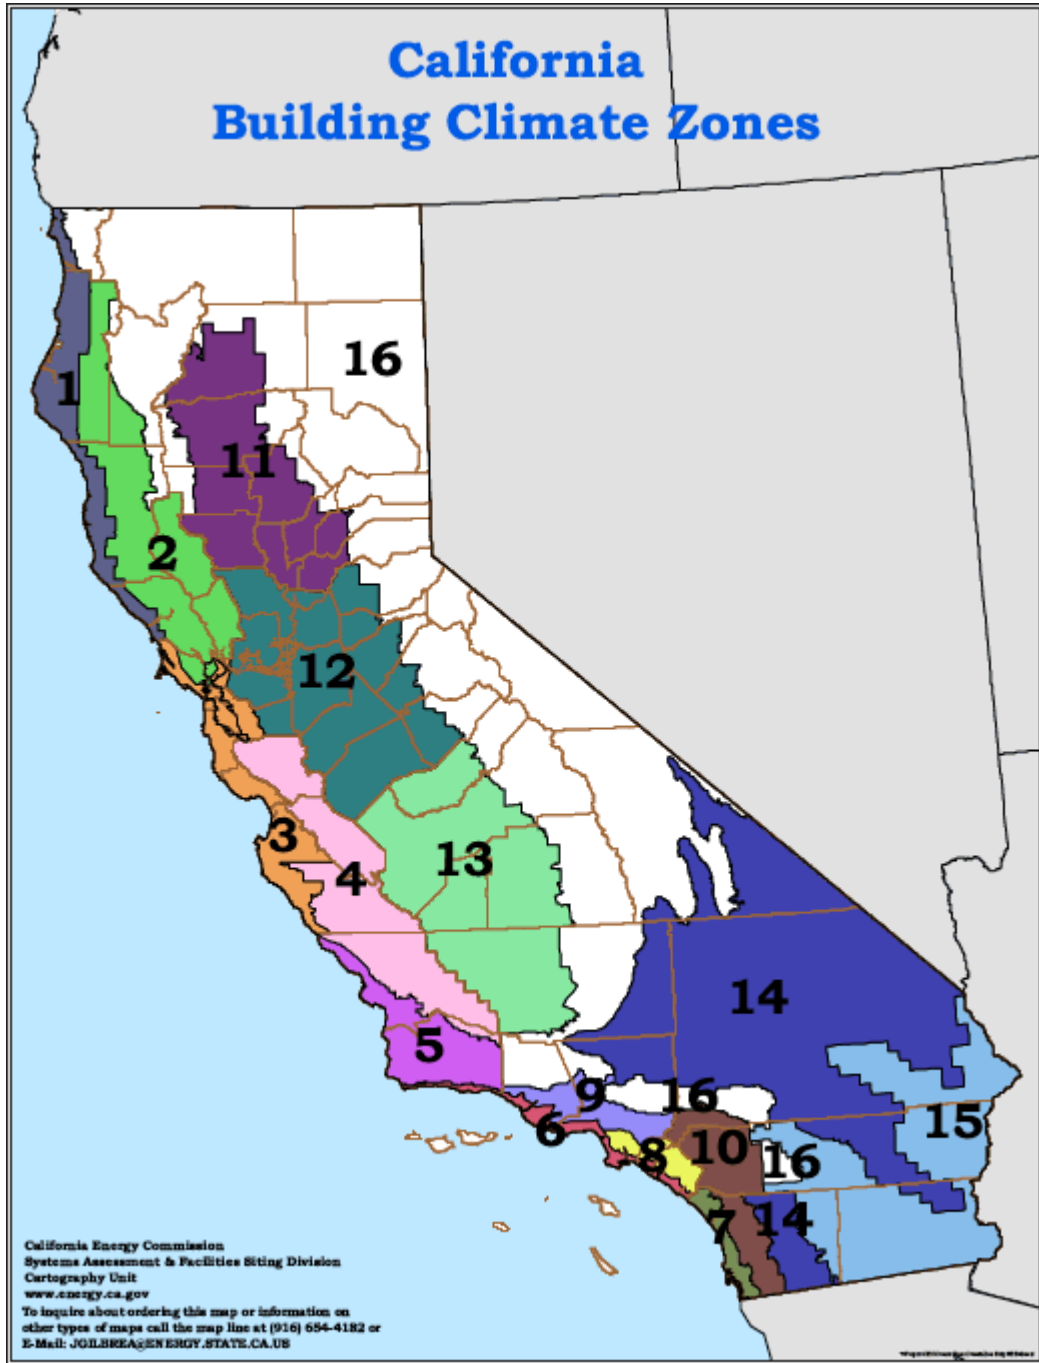 California
Building Climate Zones
16
1
11
2
12
3
13
4
14
5
9
16
15
6
8
10
16
7
14
California Energy Commission
Systems Assessment & Facilities Siting Division
Cartography Unit
www.energy.ca.gov
To inquire about ordering this map or information on
other types of maps call the map line at (916) 654-4182 or
E-Mail: JGILBREA@ENERGY.STATE.CA.US